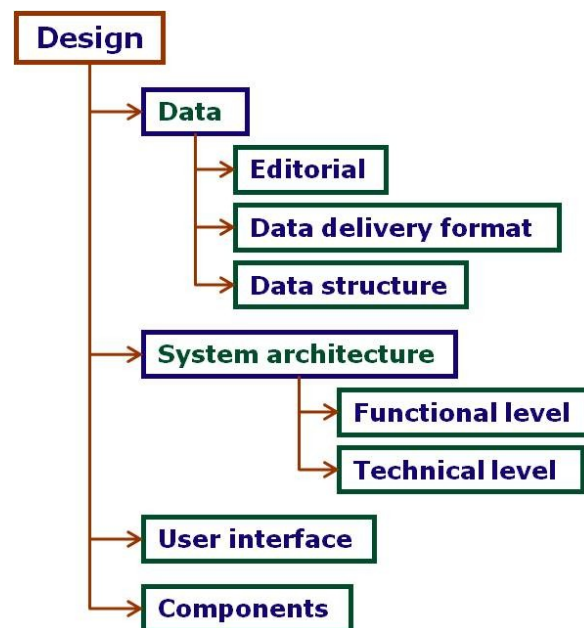 Design
Data
Editorial
Data delivery format
Data structure
System architecture
Functional level
Technical level
User interface
Components